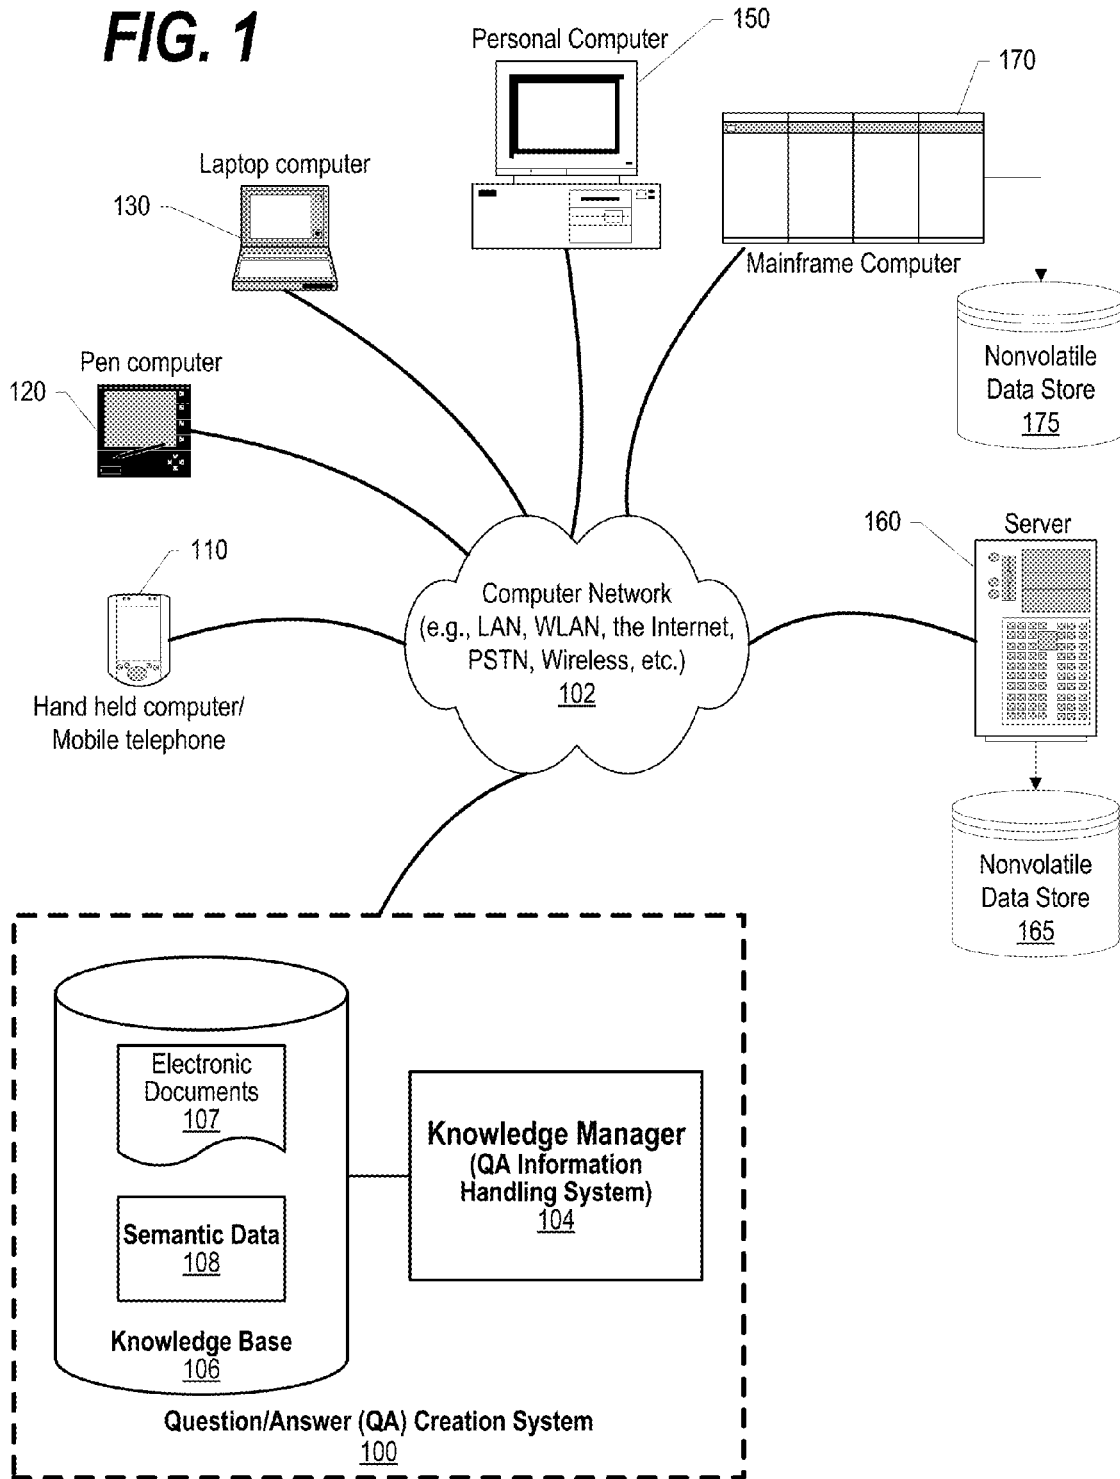 FIG. 1
Personal Computer
150
170
Laptop computer
130
Mainframe Computer
Nonvolatile
Data Store
175
Pen computer
120
160
Server
110
Computer Network
(e.g., LAN, WLAN, the Internet,
PSTN, Wireless, etc.)
102
Hand held computer/
Mobile telephone
Nonvolatile
Data Store
165
Electronic
Documents
107
Knowledge Manager
(QA Information
Handling System)
104
Semantic Data
108
Knowledge Base
106
Question/Answer (QA) Creation System
100